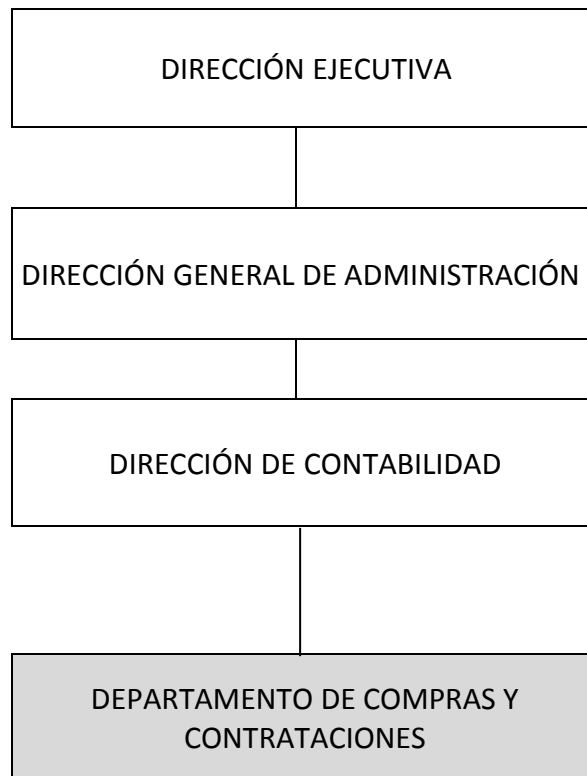 DIRECCIÓN EJECUTIVA
DIRECCIÓN GENERAL DE ADMINISTRACIÓN
DIRECCIÓN DE CONTABILIDAD
DEPARTAMENTO DE COMPRAS Y
CONTRATACIONES